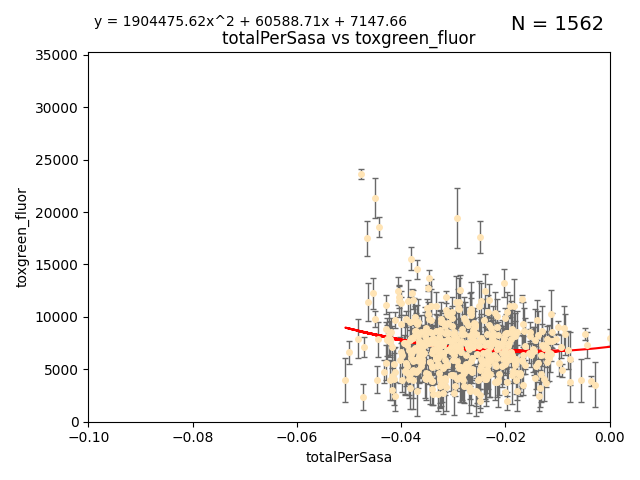 y = 1904475.62x^2 + 60588.71x + 7147.66
N = 1562
totalPerSasa vs toxgreen_fluor
35000
30000
25000
20000
15000
10000
5000
0
toxgreen_fluor
−0.10
−0.08
−0.06
−0.04
−0.02
0.00
totalPerSasa